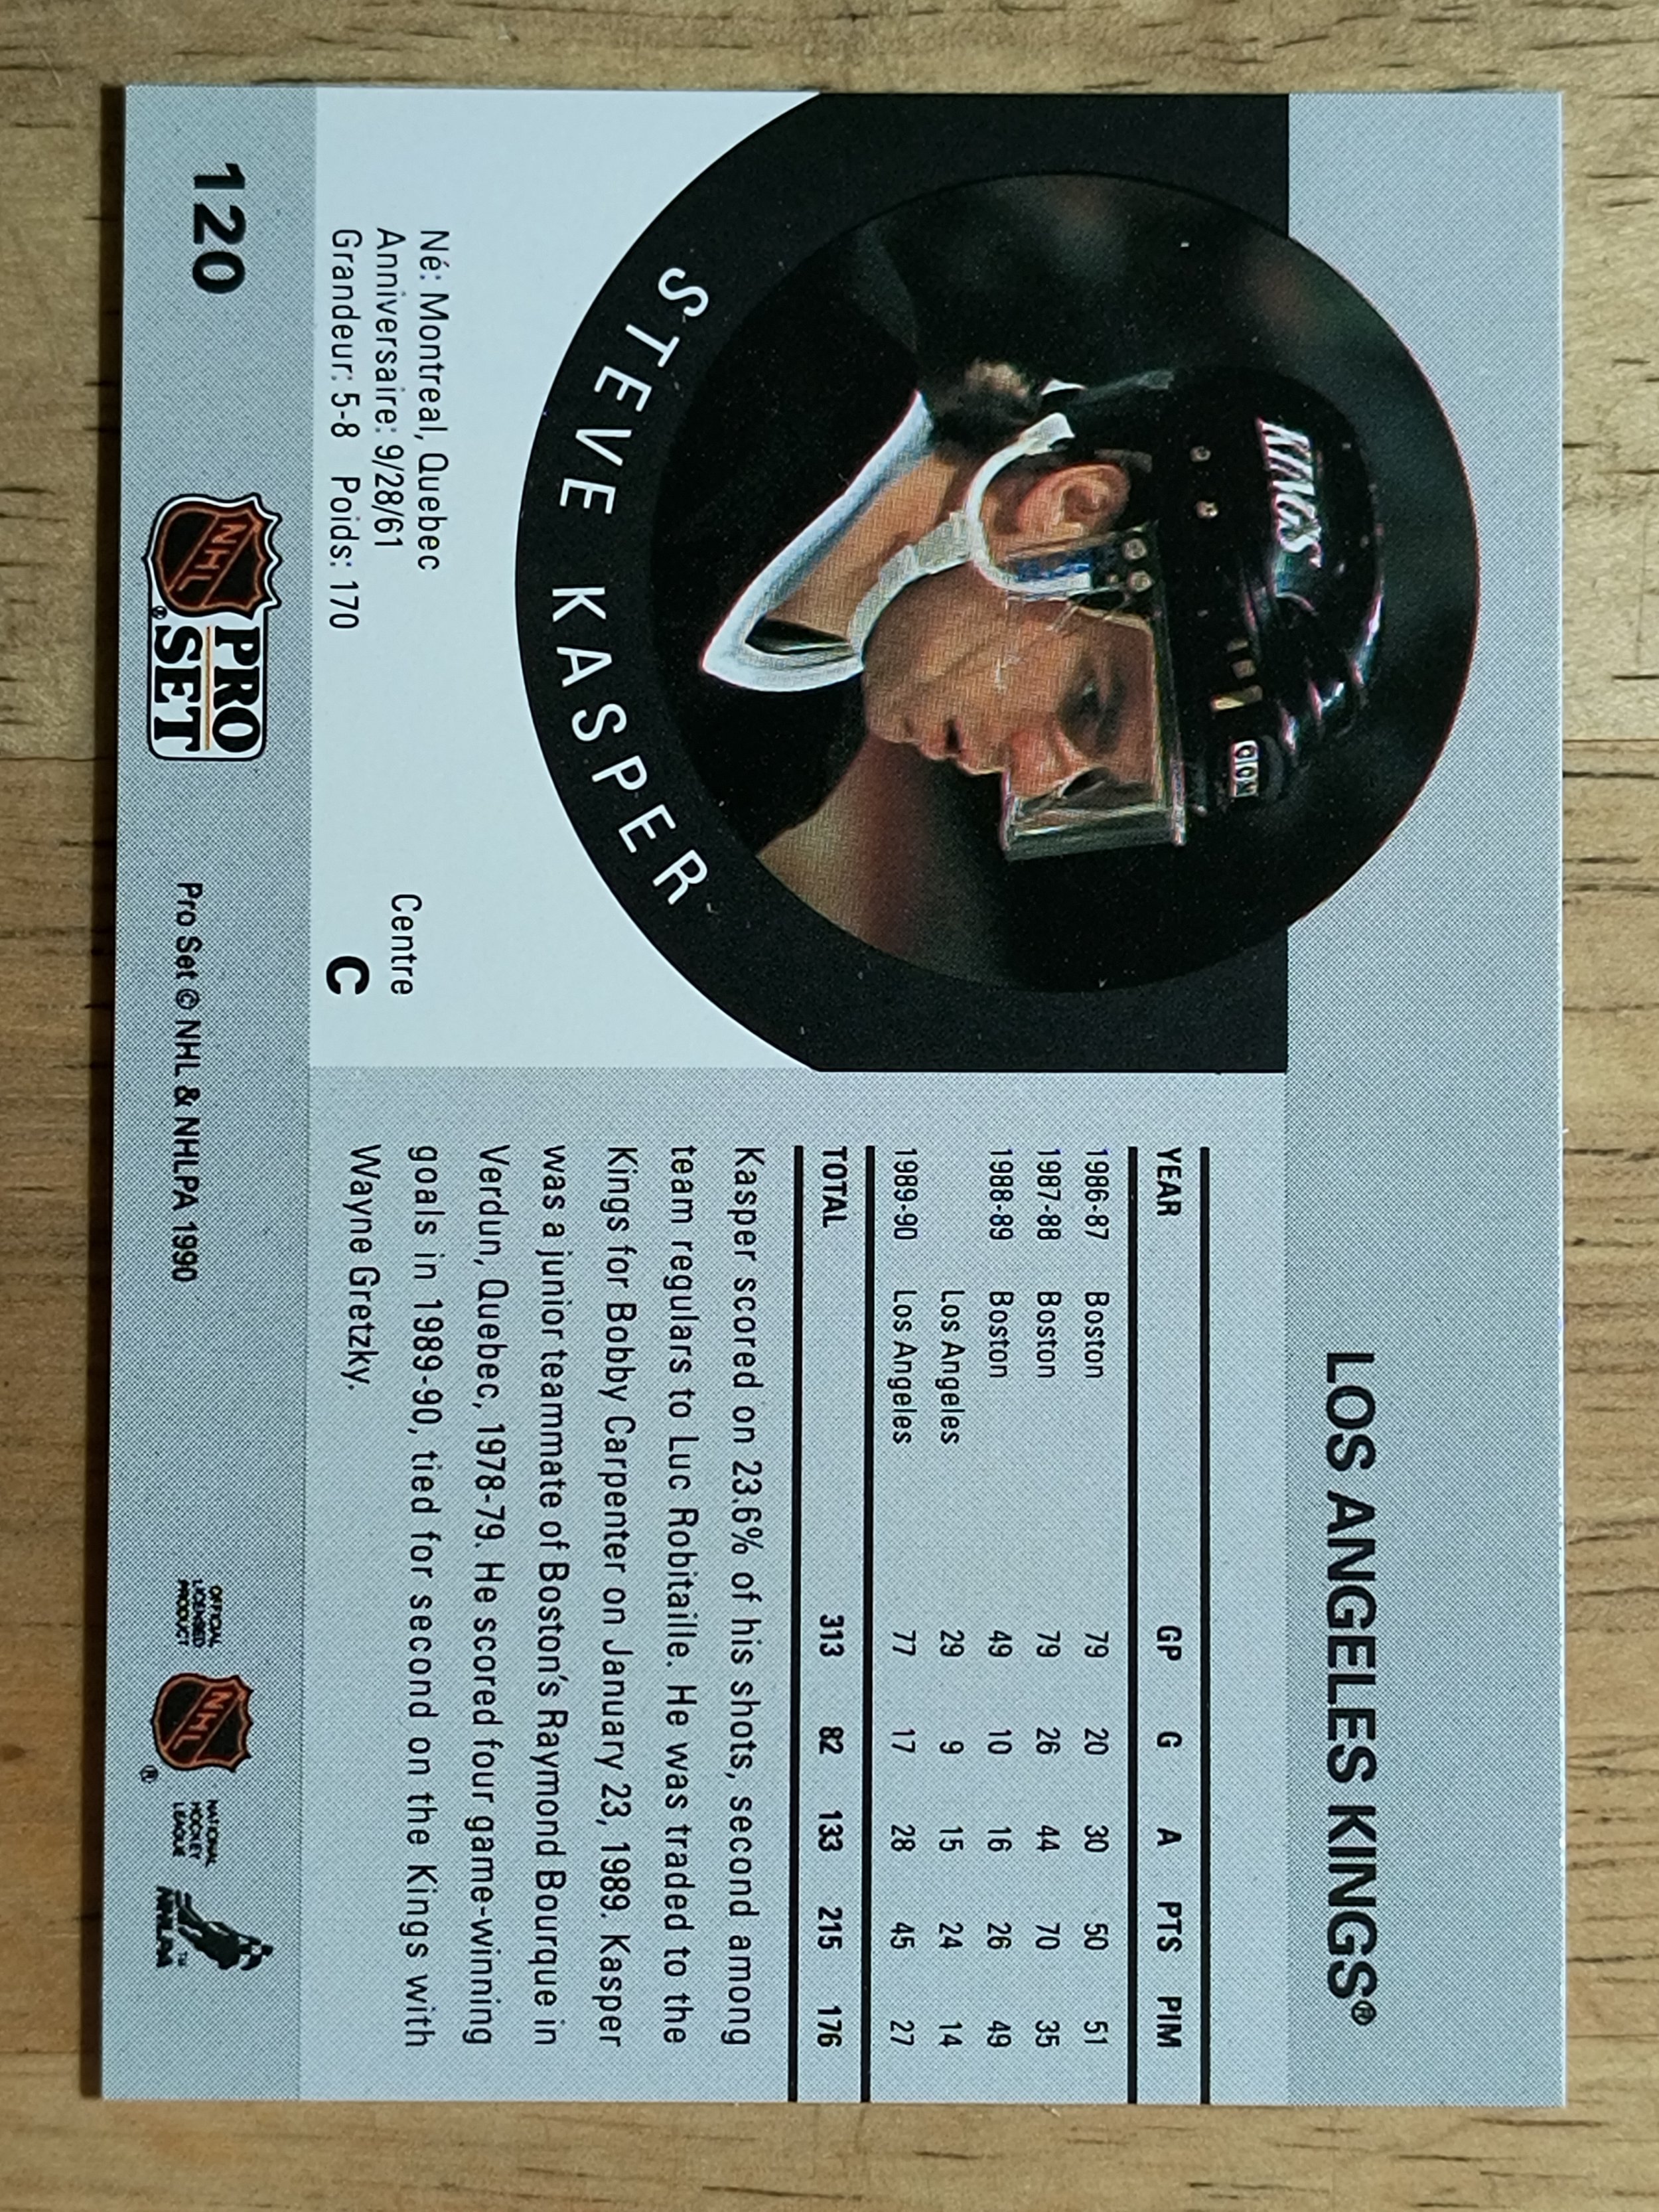 LOS ANGELES KINGS®
KINGS
STEVE KASPER
Né: Montreal, Quebec
Anniversaire: 9/28/61
Grandeur: 5-8 Poids: 170
Centre
C
YEAR GP G A PTS PIM
1986-87 Boston 79 20 30 50 51
1987-88 Boston 79 26 44 70 35
1988-89 Boston 49 10 16 26 49
Los Angeles 29 9 15 24 14
1989-90 Los Angeles 77 17 28 45 27
TOTAL 313 82 133 215 176
Kasper scored on 23.6% of his shots, second among
team regulars to Luc Robitaille. He was traded to the
Kings for Bobby Carpenter on January 23, 1989. Kasper
was a junior teammate of Boston's Raymond Bourque in
Verdun, Quebec, 1978-79. He scored four game-winning
goals in 1989-90, tied for second on the Kings with
Wayne Gretzky.
120
NHL
PRO
SET
®
Pro Set © NHL & NHLPA 1990
OFFICIAL
LICENSED
PRODUCT
NHL
®
NATIONAL
HOCKEY
LEAGUE
NHLPA
™